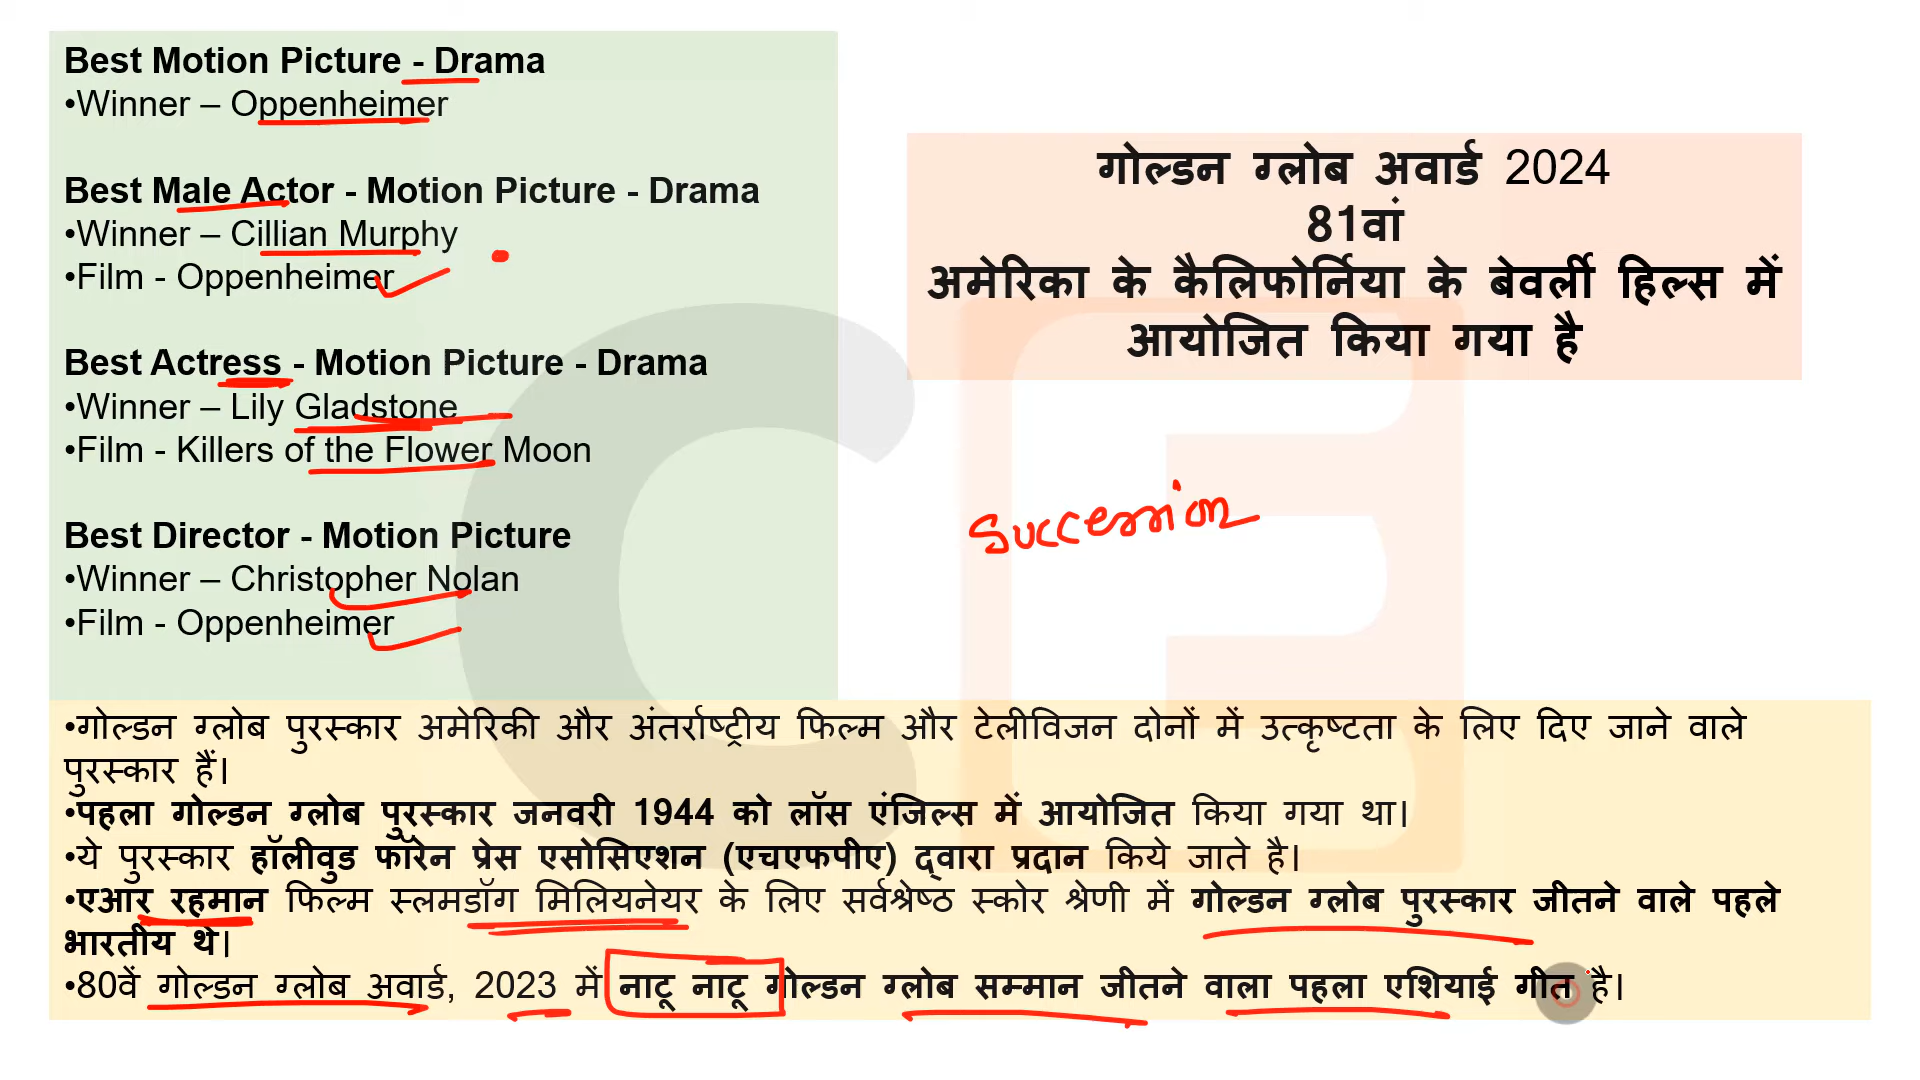 Best Motion Picture - Drama
•Winner – Oppenheimer
Best Male Actor - Motion Picture - Drama
•Winner – Cillian Murphy
•Film - Oppenheimer
Best Actress - Motion Picture - Drama
•Winner – Lily Gladstone
•Film - Killers of the Flower Moon
Best Director - Motion Picture
•Winner – Christopher Nolan
•Film - Oppenheimer
गोल्डन ग्लोब अवार्ड 2024
81वां
अमेरिका के कैलिफोर्निया के बेवर्ली हिल्स में
आयोजित किया गया है
Succession
•गोल्डन ग्लोब पुरस्कार अमेरिकी और अंतर्राष्ट्रीय फिल्म और टेलीविजन दोनों में उत्कृष्टता के लिए दिए जाने वाले
पुरस्कार हैं।
•पहला गोल्डन ग्लोब पुरस्कार जनवरी 1944 को लॉस एंजिल्स में आयोजित किया गया था।
•ये पुरस्कार हॉलीवुड फॉरेन प्रेस एसोसिएशन (एचएफपीए) द्वारा प्रदान किये जाते है।
•एआर रहमान फिल्म स्लमडॉग मिलियनेयर के लिए सर्वश्रेष्ठ स्कोर श्रेणी में गोल्डन ग्लोब पुरस्कार जीतने वाले पहले
भारतीय थे।
•80वें गोल्डन ग्लोब अवार्ड, 2023 में नाटू नाटू गोल्डन ग्लोब सम्मान जीतने वाला पहला एशियाई गीत है।